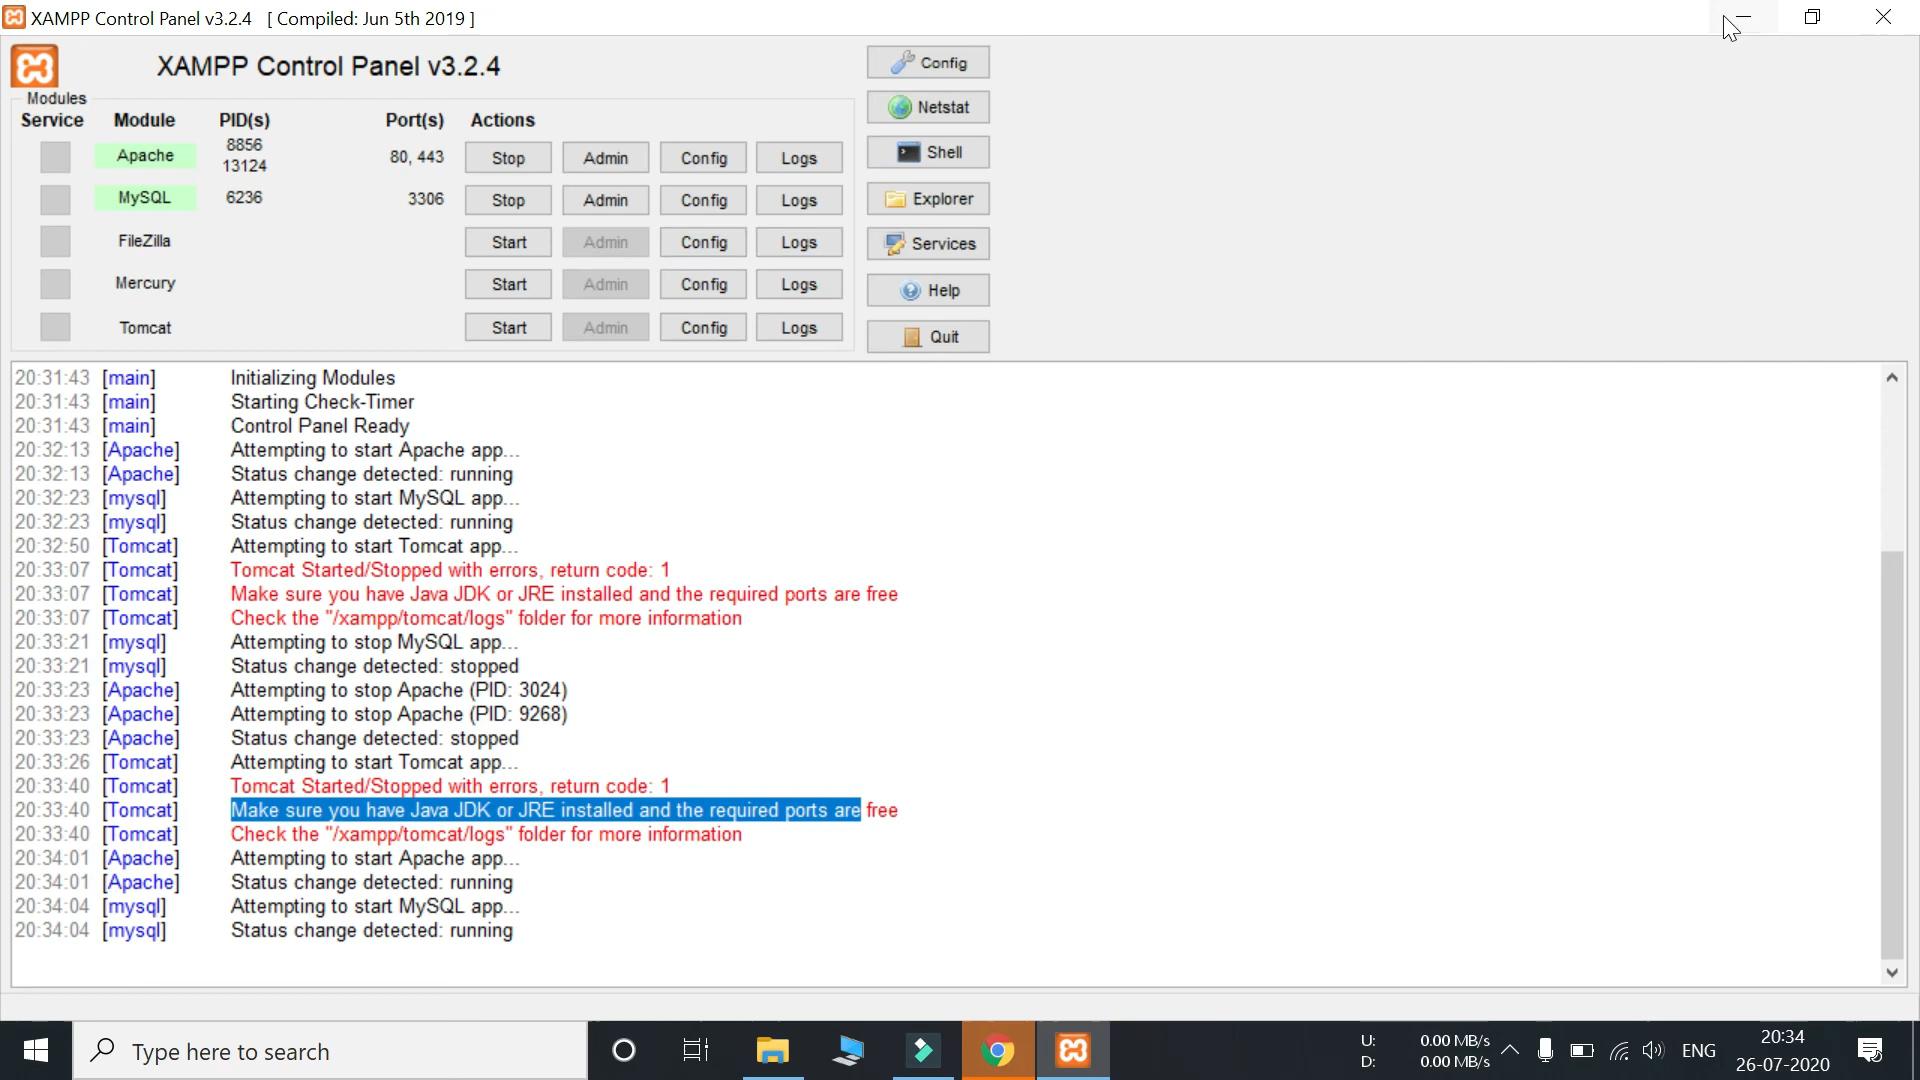 XAMPP Control Panel v3.2.4 [ Compiled: Jun 5th 2019 ]
XAMPP Control Panel v3.2.4
Config
Modules
Service Module PID(s) Port(s) Actions
Netstat
Apache 8856 13124 80, 443 Stop Admin Config Logs
Shell
MySQL 6236 3306 Stop Admin Config Logs
Explorer
FileZilla Start Admin Config Logs
Services
Mercury Start Admin Config Logs
Help
Tomcat Start Admin Config Logs
Quit
20:31:43 [main] Initializing Modules
20:31:43 [main] Starting Check-Timer
20:31:43 [main] Control Panel Ready
20:32:13 [Apache] Attempting to start Apache app...
20:32:13 [Apache] Status change detected: running
20:32:23 [mysql] Attempting to start MySQL app...
20:32:23 [mysql] Status change detected: running
20:32:50 [Tomcat] Attempting to start Tomcat app...
20:33:07 [Tomcat] Tomcat Started/Stopped with errors, return code: 1
20:33:07 [Tomcat] Make sure you have Java JDK or JRE installed and the required ports are free
20:33:07 [Tomcat] Check the "/xampp/tomcat/logs" folder for more information
20:33:21 [mysql] Attempting to stop MySQL app...
20:33:21 [mysql] Status change detected: stopped
20:33:23 [Apache] Attempting to stop Apache (PID: 3024)
20:33:23 [Apache] Attempting to stop Apache (PID: 9268)
20:33:23 [Apache] Status change detected: stopped
20:33:26 [Tomcat] Attempting to start Tomcat app...
20:33:40 [Tomcat] Tomcat Started/Stopped with errors, return code: 1
20:33:40 [Tomcat] Make sure you have Java JDK or JRE installed and the required ports are free
20:33:40 [Tomcat] Check the "/xampp/tomcat/logs" folder for more information
20:34:01 [Apache] Attempting to start Apache app...
20:34:01 [Apache] Status change detected: running
20:34:04 [mysql] Attempting to start MySQL app...
20:34:04 [mysql] Status change detected: running
Type here to search
U: 0.00 MB/s
D: 0.00 MB/s
ENG
20:34
26-07-2020